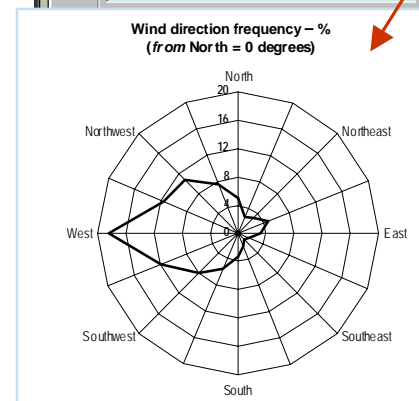 Wind direction frequency – %
(from North = 0 degrees)
North
20
Northwest
16
Northeast
12
8
4
West
0
East
Southwest
Southeast
South